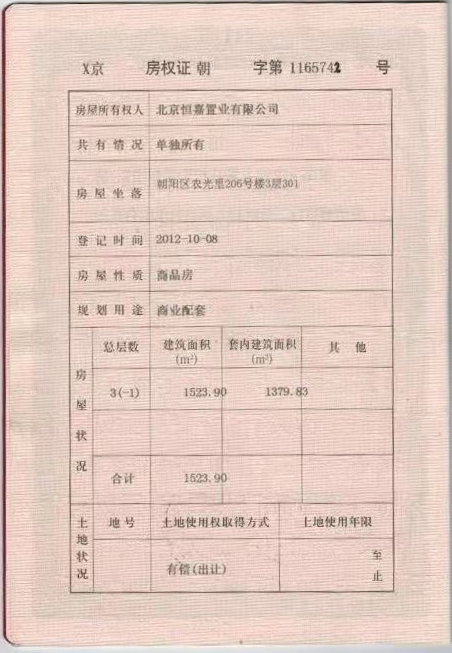 X京 房权证 朝 字第 1165742 号
房屋所有权人 北京恒嘉置业有限公司
共有情况 单独所有
房屋坐落 朝阳区农光里206号楼3层301
登记时间 2012-10-08
房屋性质 商品房
规划用途 商业配套
房屋状况
总层数 建筑面积(m²) 套内建筑面积(m²) 其他
3(-1) 1523.90 1379.83
合计 1523.90
土地状况
地号 土地使用权取得方式 土地使用年限
有偿(出让) 至
止